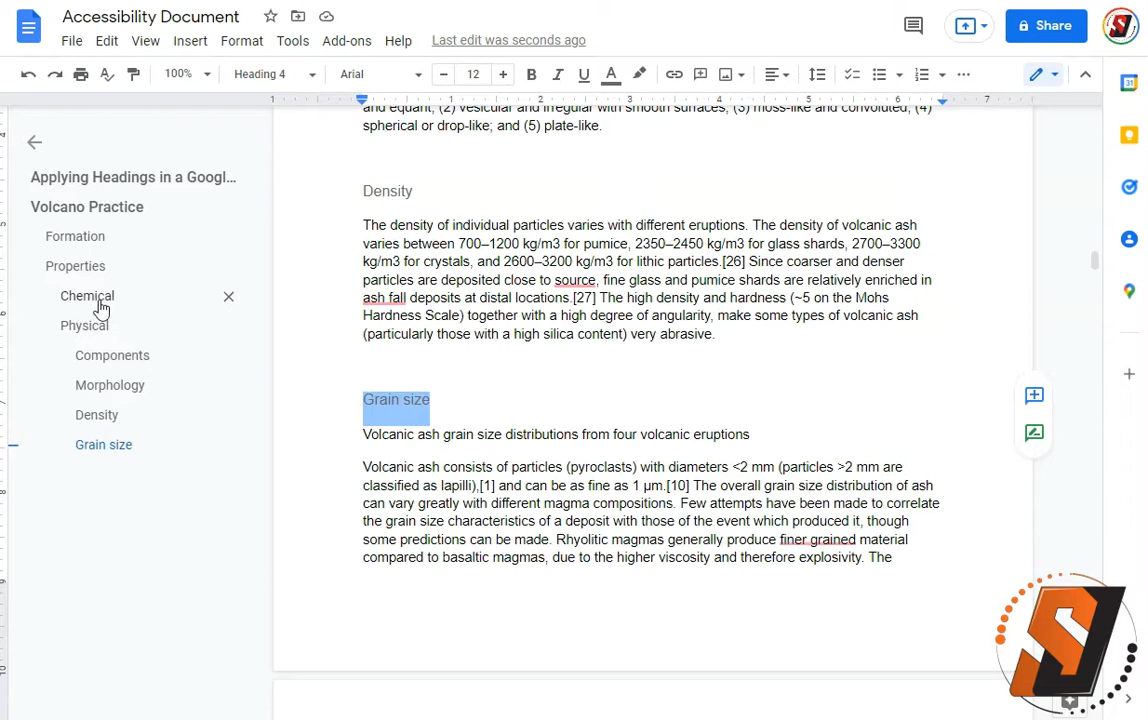 Accessibility Document
File Edit View Insert Format Tools Add-ons Help Last edit was seconds ago
Share
100% Heading 4 Arial 12 B I U A
1 1 2 3 4 5 6 7
Applying Headings in a Googl...
Volcano Practice
Formation
Properties
Chemical
Physical
Components
Morphology
Density
Grain size
and equant; (2) vesicular and irregular with smooth surfaces; (3) moss-like and convoluted; (4)
spherical or drop-like; and (5) plate-like.
Density
The density of individual particles varies with different eruptions. The density of volcanic ash
varies between 700–1200 kg/m3 for pumice, 2350–2450 kg/m3 for glass shards, 2700–3300
kg/m3 for crystals, and 2600–3200 kg/m3 for lithic particles.[26] Since coarser and denser
particles are deposited close to source, fine glass and pumice shards are relatively enriched in
ash fall deposits at distal locations.[27] The high density and hardness (~5 on the Mohs
Hardness Scale) together with a high degree of angularity, make some types of volcanic ash
(particularly those with a high silica content) very abrasive.
Grain size
Volcanic ash grain size distributions from four volcanic eruptions
Volcanic ash consists of particles (pyroclasts) with diameters <2 mm (particles >2 mm are
classified as lapilli),[1] and can be as fine as 1 μm.[10] The overall grain size distribution of ash
can vary greatly with different magma compositions. Few attempts have been made to correlate
the grain size characteristics of a deposit with those of the event which produced it, though
some predictions can be made. Rhyolitic magmas generally produce finer grained material
compared to basaltic magmas, due to the higher viscosity and therefore explosivity. The